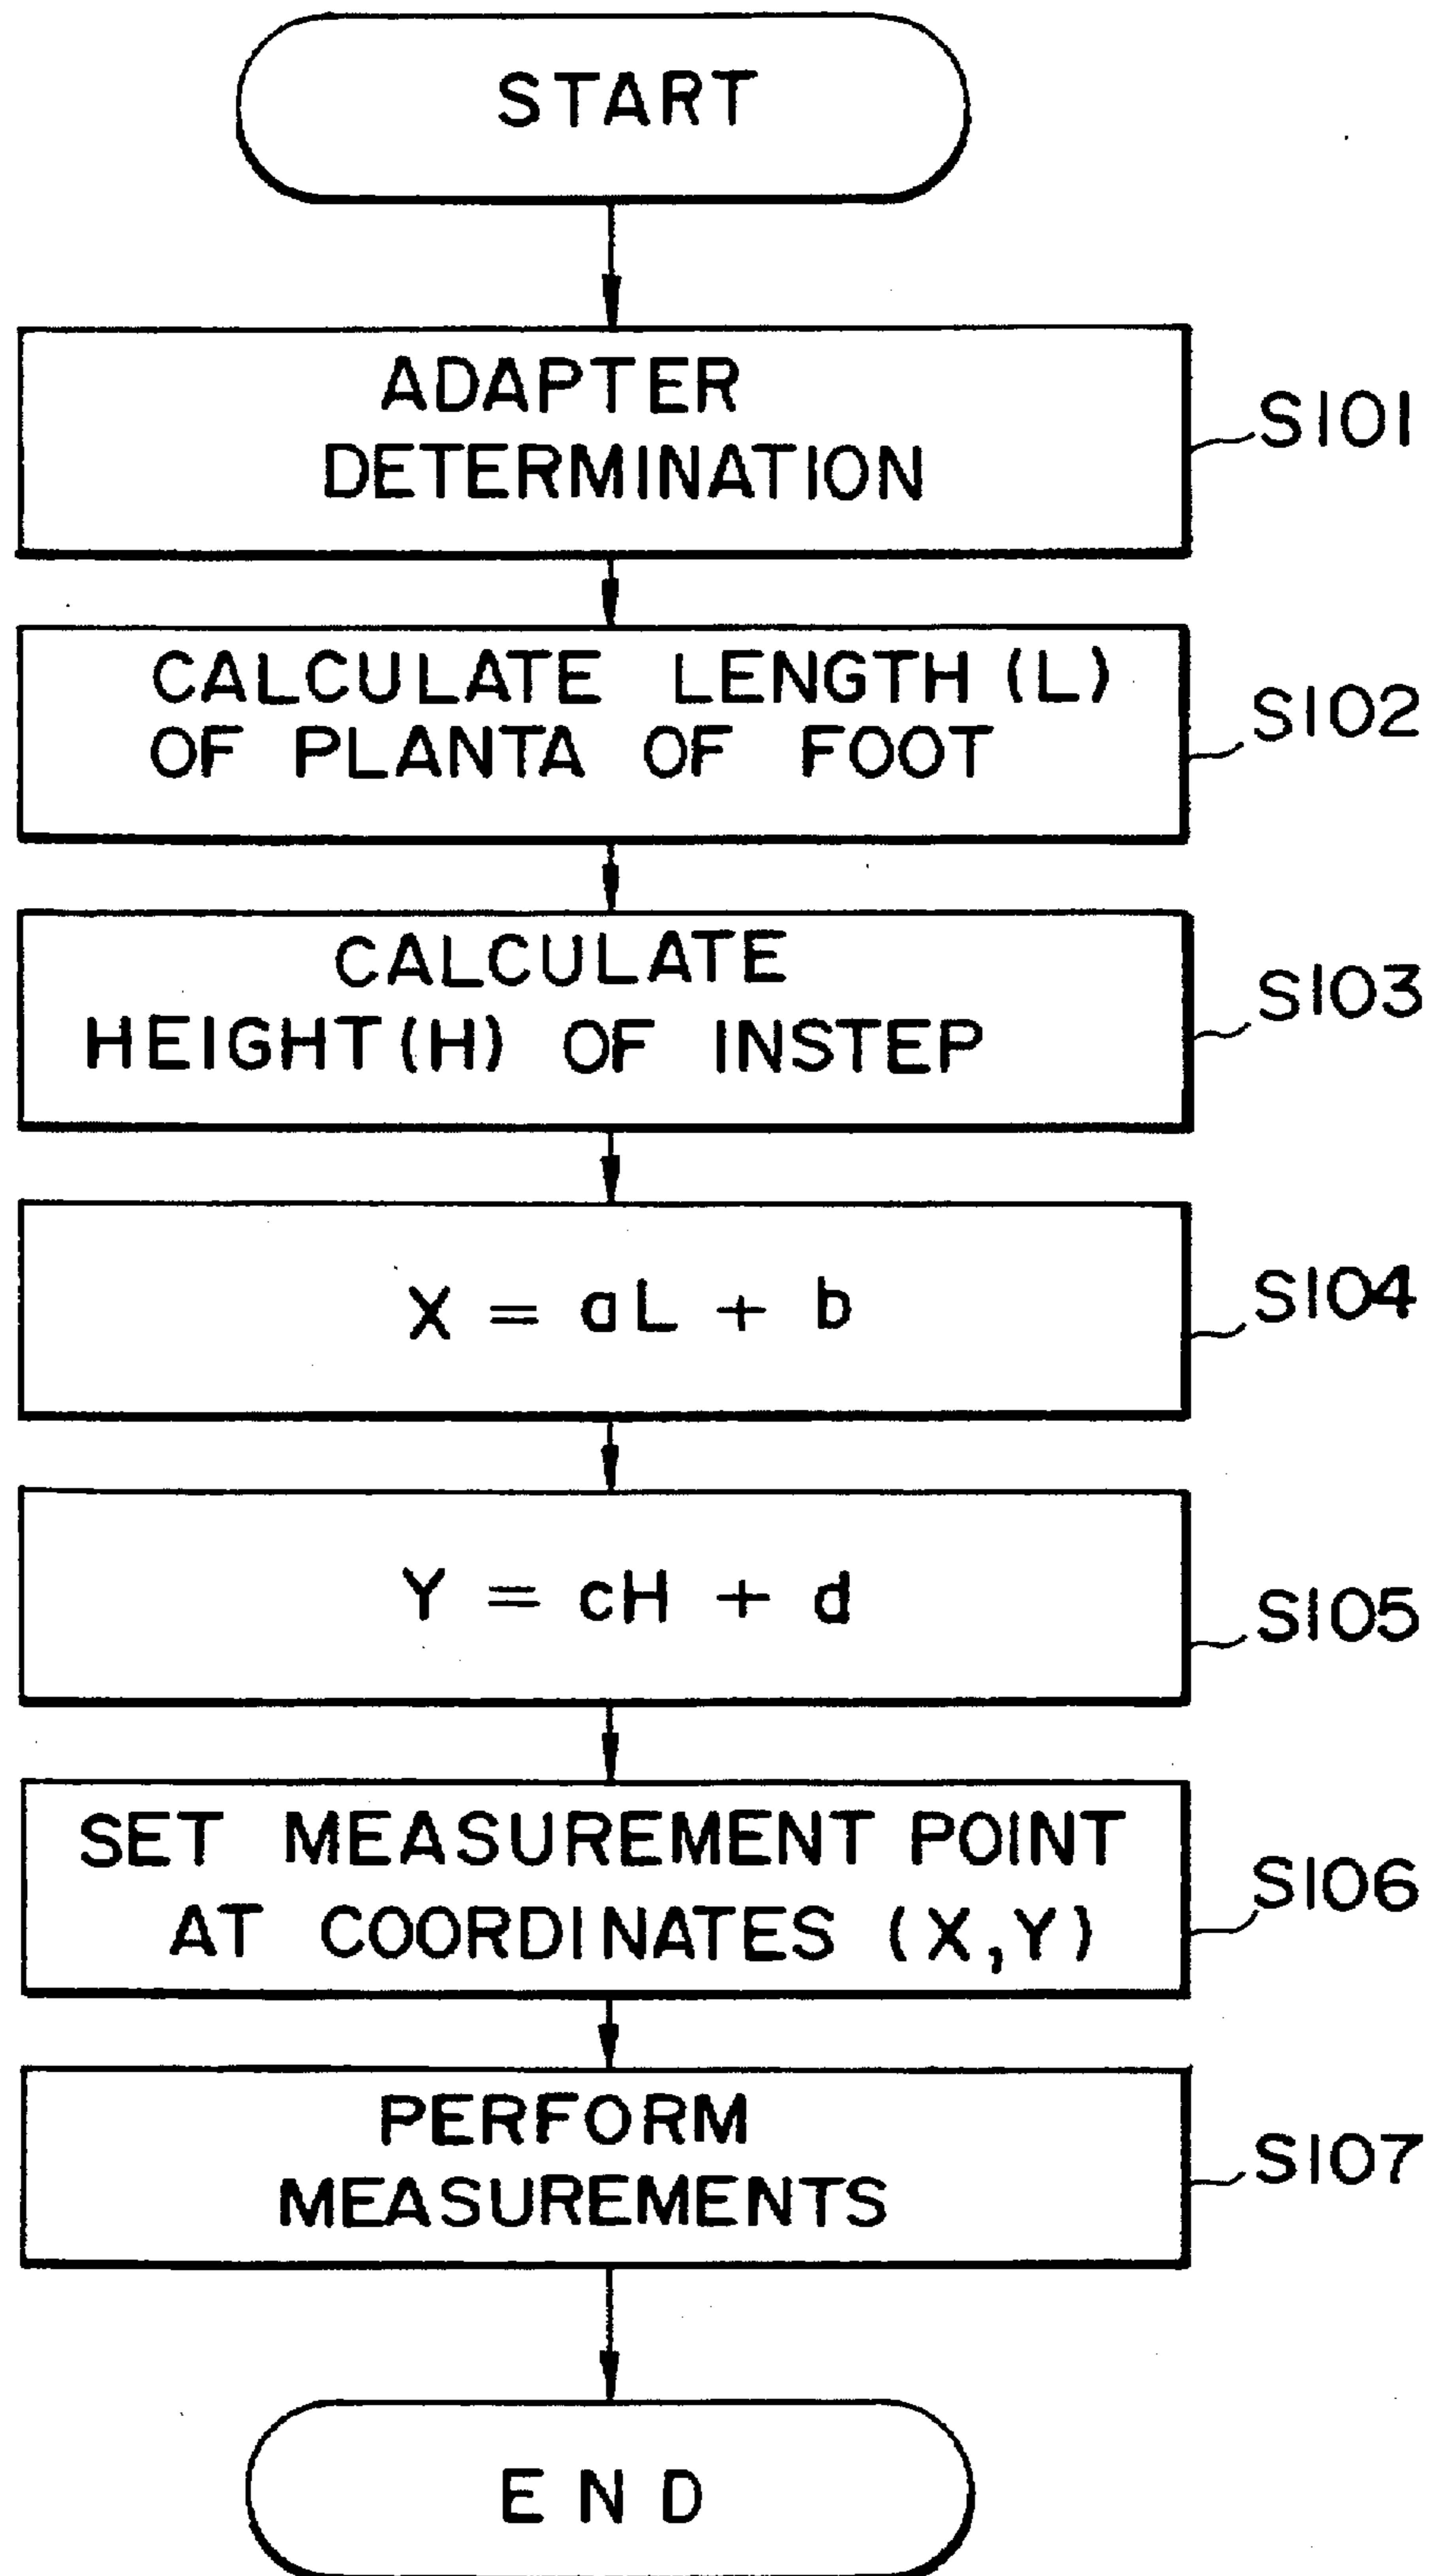 START
ADAPTER
DETERMINATION
S101
CALCULATE LENGTH (L)
OF PLANTA OF FOOT
S102
CALCULATE
HEIGHT(H) OF INSTEP
S103
X = aL + b
S104
Y = cH + d
S105
SET MEASUREMENT POINT
AT COORDINATES (X,Y)
S106
PERFORM
MEASUREMENTS
S107
END